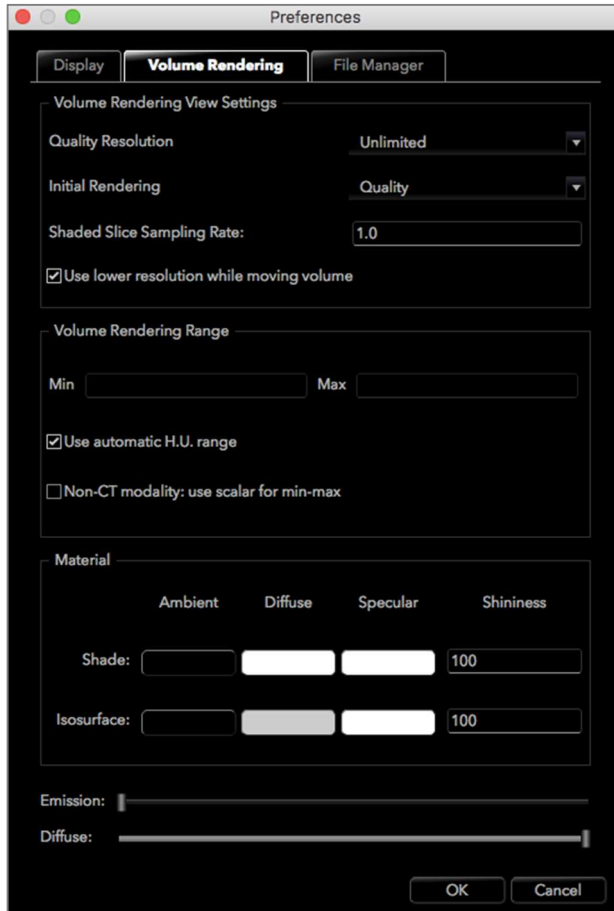 Preferences
Display Volume Rendering File Manager
Volume Rendering View Settings
Quality Resolution Unlimited
Initial Rendering Quality
Shaded Slice Sampling Rate: 1.0
Use lower resolution while moving volume
Volume Rendering Range
Min Max
Use automatic H.U. range
Non-CT modality: use scalar for min-max
Material
Ambient Diffuse Specular Shininess
Shade: 100
Isosurface: 100
Emission:
Diffuse:
OK Cancel